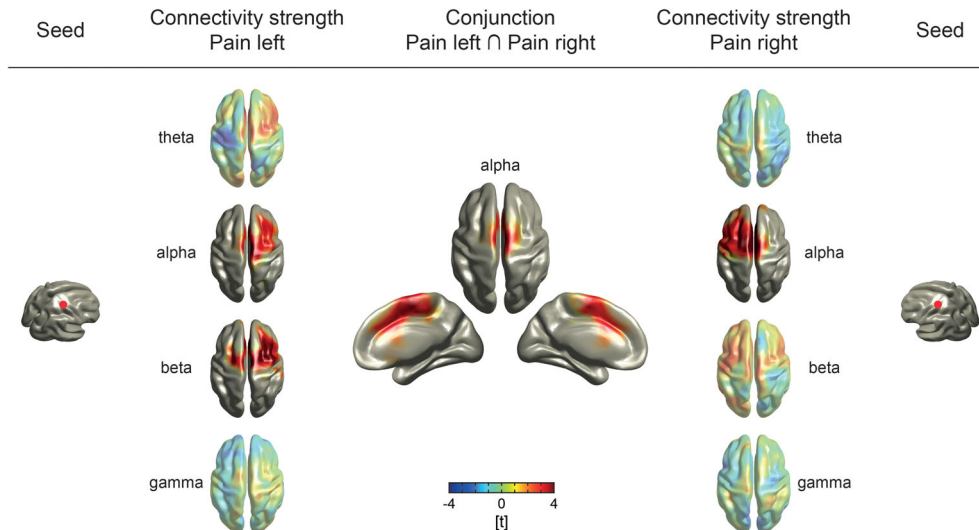 Seed
Connectivity strength
Pain left
Conjunction
Pain left ∩ Pain right
Connectivity strength
Pain right
Seed
theta
alpha
beta
gamma
alpha
theta
alpha
beta
gamma
-4 0 4
[t]